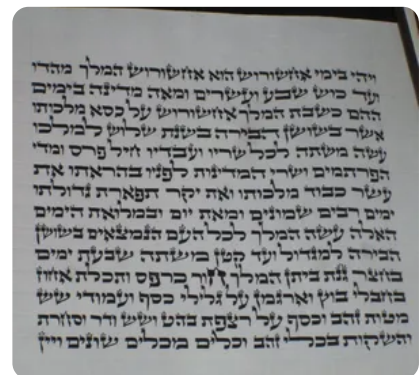 ויהי בימי אחשורוש הוא אחשורוש המלך מהדו
ועד כוש שבע ועשרים ומאה מדינה בימים
ההם כשבת המלך אחשורוש על כסא מלכותו
אשר בשושן הבירה בשנת שלוש למלכו
עשה משתה לכל שריו ועבדיו חיל פרס ומדי
הפרתמים ושרי המדינות לפניו בהראתו את
עשר כבוד מלכותו ואת יקר תפארת גדולתו
ימים רבים שמונים ומאת יום ובמלואת הימים
האלה עשה המלך לכל העם הנמצאים בשושן
הבירה למגדול ועד קטן משתה שבעת ימים
בחצר גנת ביתן המלך חור כרפס ותכלת אחוז
בחבלי בוץ וארגמן על גלילי כסף ועמודי שש
מטות זהב וכסף על רצפת בהט ושש ודר וסחרת
והשקות בכלי זהב וכלים מכלים שונים ויין